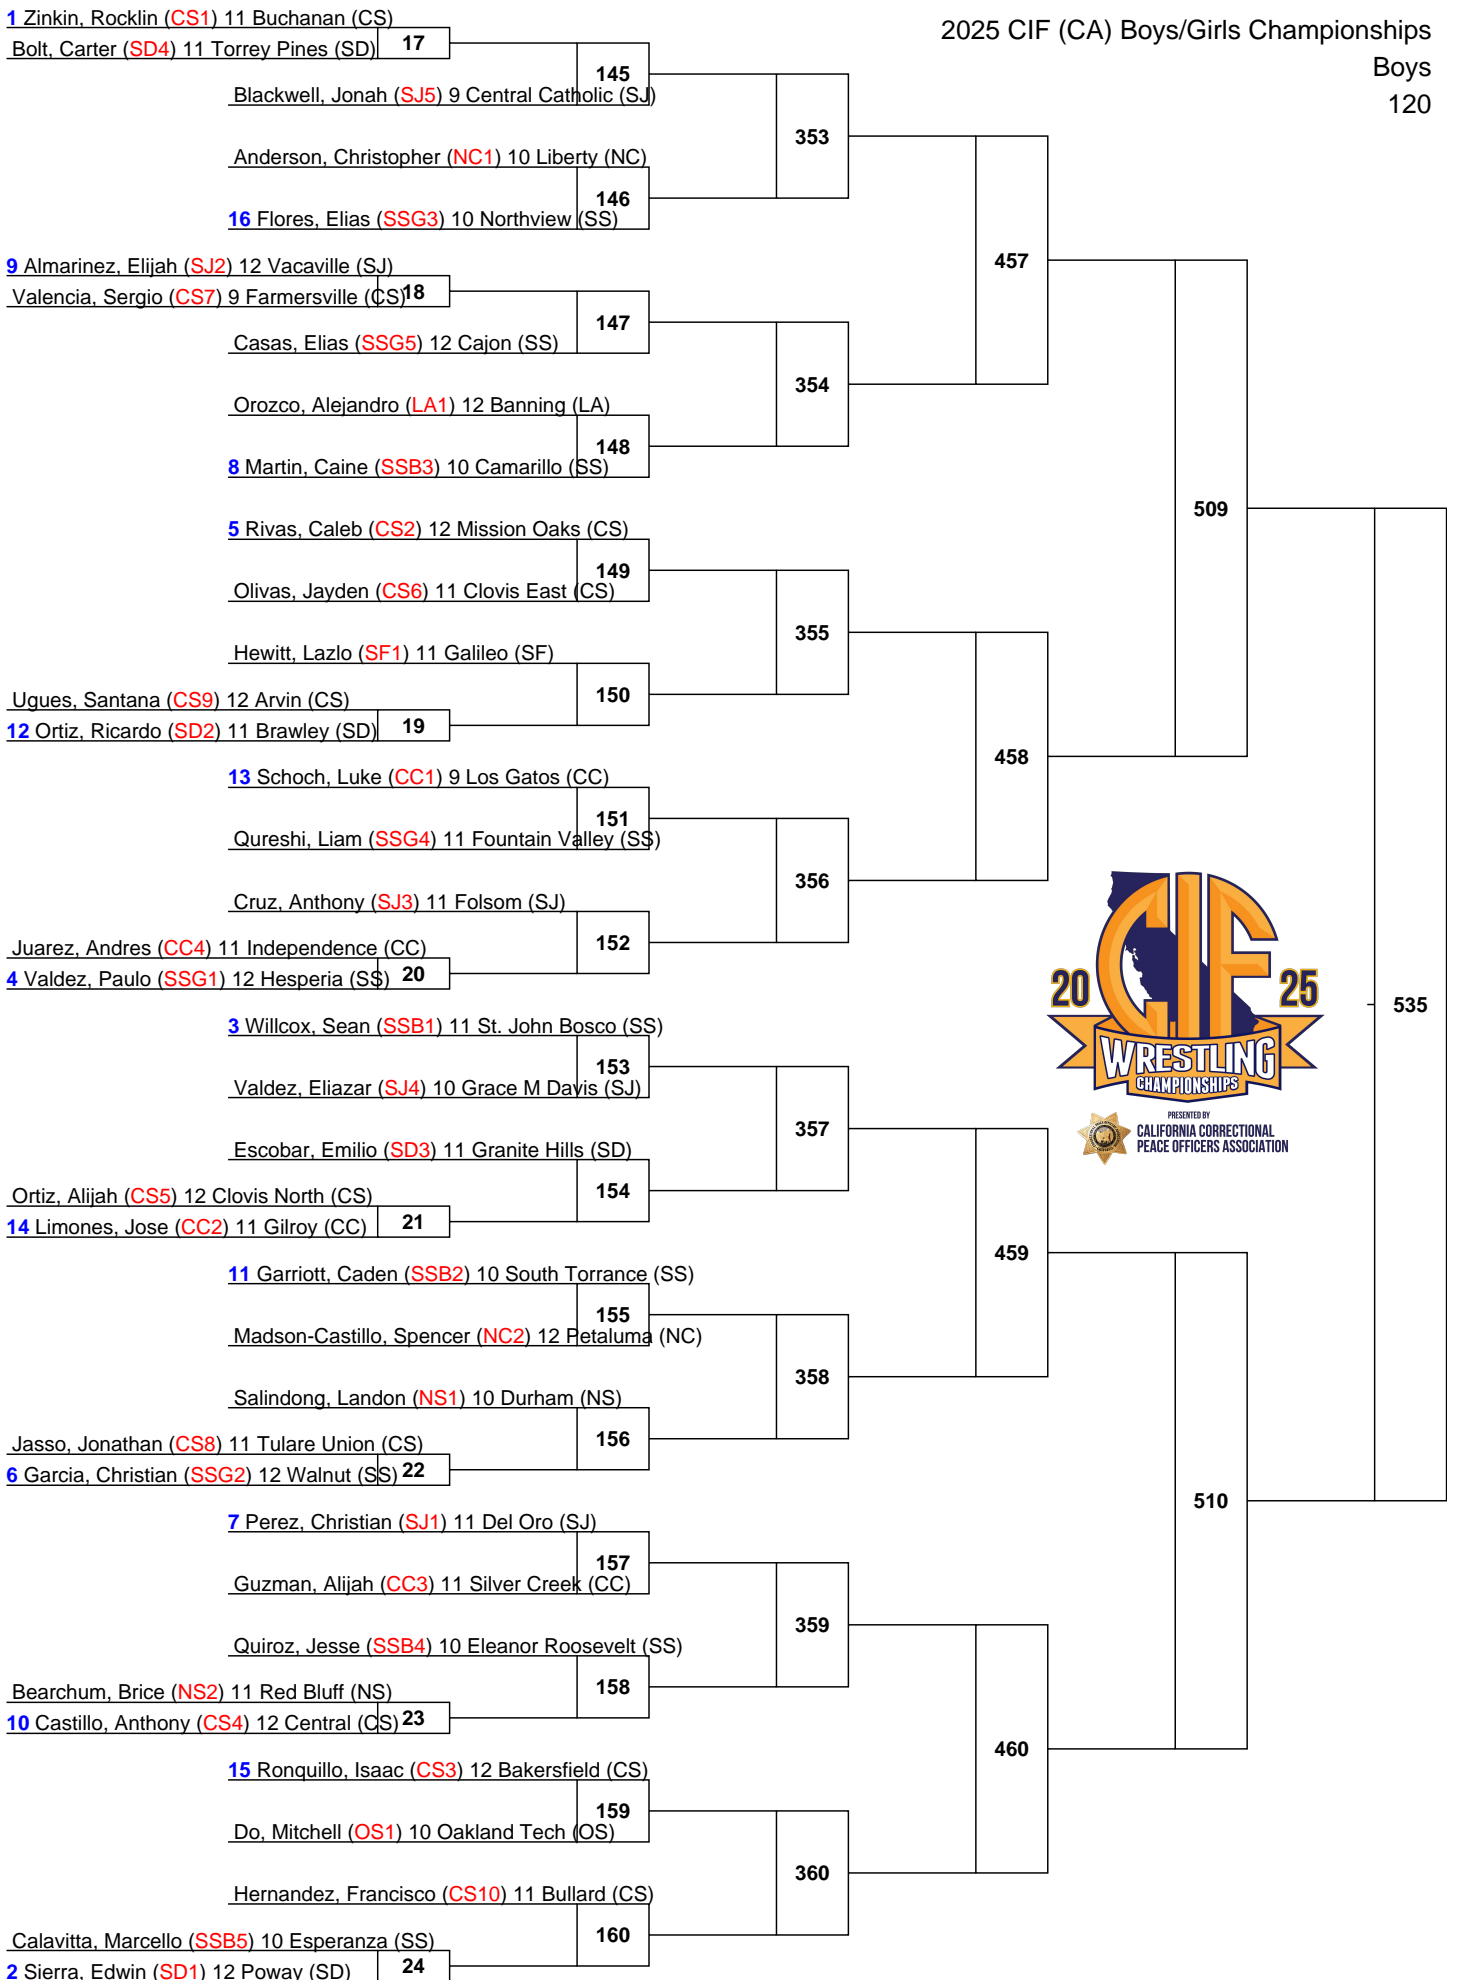 2025 CIF (CA) Boys/Girls Championships
Boys
120
1 Zinkin, Rocklin (CS1) 11 Buchanan (CS)
Bolt, Carter (SD4) 11 Torrey Pines (SD)
17
145
Blackwell, Jonah (SJ5) 9 Central Catholic (SJ)
353
Anderson, Christopher (NC1) 10 Liberty (NC)
146
16 Flores, Elias (SSG3) 10 Northview (SS)
457
9 Almarinez, Elijah (SJ2) 12 Vacaville (SJ)
Valencia, Sergio (CS7) 9 Farmersville (CS)
18
147
Casas, Elias (SSG5) 12 Cajon (SS)
354
Orozco, Alejandro (LA1) 12 Banning (LA)
148
8 Martin, Caine (SSB3) 10 Camarillo (SS)
509
5 Rivas, Caleb (CS2) 12 Mission Oaks (CS)
149
Olivas, Jayden (CS6) 11 Clovis East (CS)
355
Hewitt, Lazlo (SF1) 11 Galileo (SF)
150
Ugues, Santana (CS9) 12 Arvin (CS)
12 Ortiz, Ricardo (SD2) 11 Brawley (SD)
19
458
13 Schoch, Luke (CC1) 9 Los Gatos (CC)
151
Qureshi, Liam (SSG4) 11 Fountain Valley (SS)
356
Cruz, Anthony (SJ3) 11 Folsom (SJ)
152
Juarez, Andres (CC4) 11 Independence (CC)
4 Valdez, Paulo (SSG1) 12 Hesperia (SS)
20
535
3 Willcox, Sean (SSB1) 11 St. John Bosco (SS)
153
Valdez, Eliazar (SJ4) 10 Grace M Davis (SJ)
357
Escobar, Emilio (SD3) 11 Granite Hills (SD)
154
Ortiz, Alijah (CS5) 12 Clovis North (CS)
14 Limones, Jose (CC2) 11 Gilroy (CC)
21
459
11 Garriott, Caden (SSB2) 10 South Torrance (SS)
155
Madson-Castillo, Spencer (NC2) 12 Petaluma (NC)
358
Salindong, Landon (NS1) 10 Durham (NS)
156
Jasso, Jonathan (CS8) 11 Tulare Union (CS)
6 Garcia, Christian (SSG2) 12 Walnut (SS)
22
510
7 Perez, Christian (SJ1) 11 Del Oro (SJ)
157
Guzman, Alijah (CC3) 11 Silver Creek (CC)
359
Quiroz, Jesse (SSB4) 10 Eleanor Roosevelt (SS)
158
Bearchum, Brice (NS2) 11 Red Bluff (NS)
10 Castillo, Anthony (CS4) 12 Central (CS)
23
460
15 Ronquillo, Isaac (CS3) 12 Bakersfield (CS)
159
Do, Mitchell (OS1) 10 Oakland Tech (OS)
360
Hernandez, Francisco (CS10) 11 Bullard (CS)
160
Calavitta, Marcello (SSB5) 10 Esperanza (SS)
2 Sierra, Edwin (SD1) 12 Poway (SD)
24
20 CIF 25
WRESTLING
CHAMPIONSHIPS
PRESENTED BY
CALIFORNIA CORRECTIONAL
PEACE OFFICERS ASSOCIATION